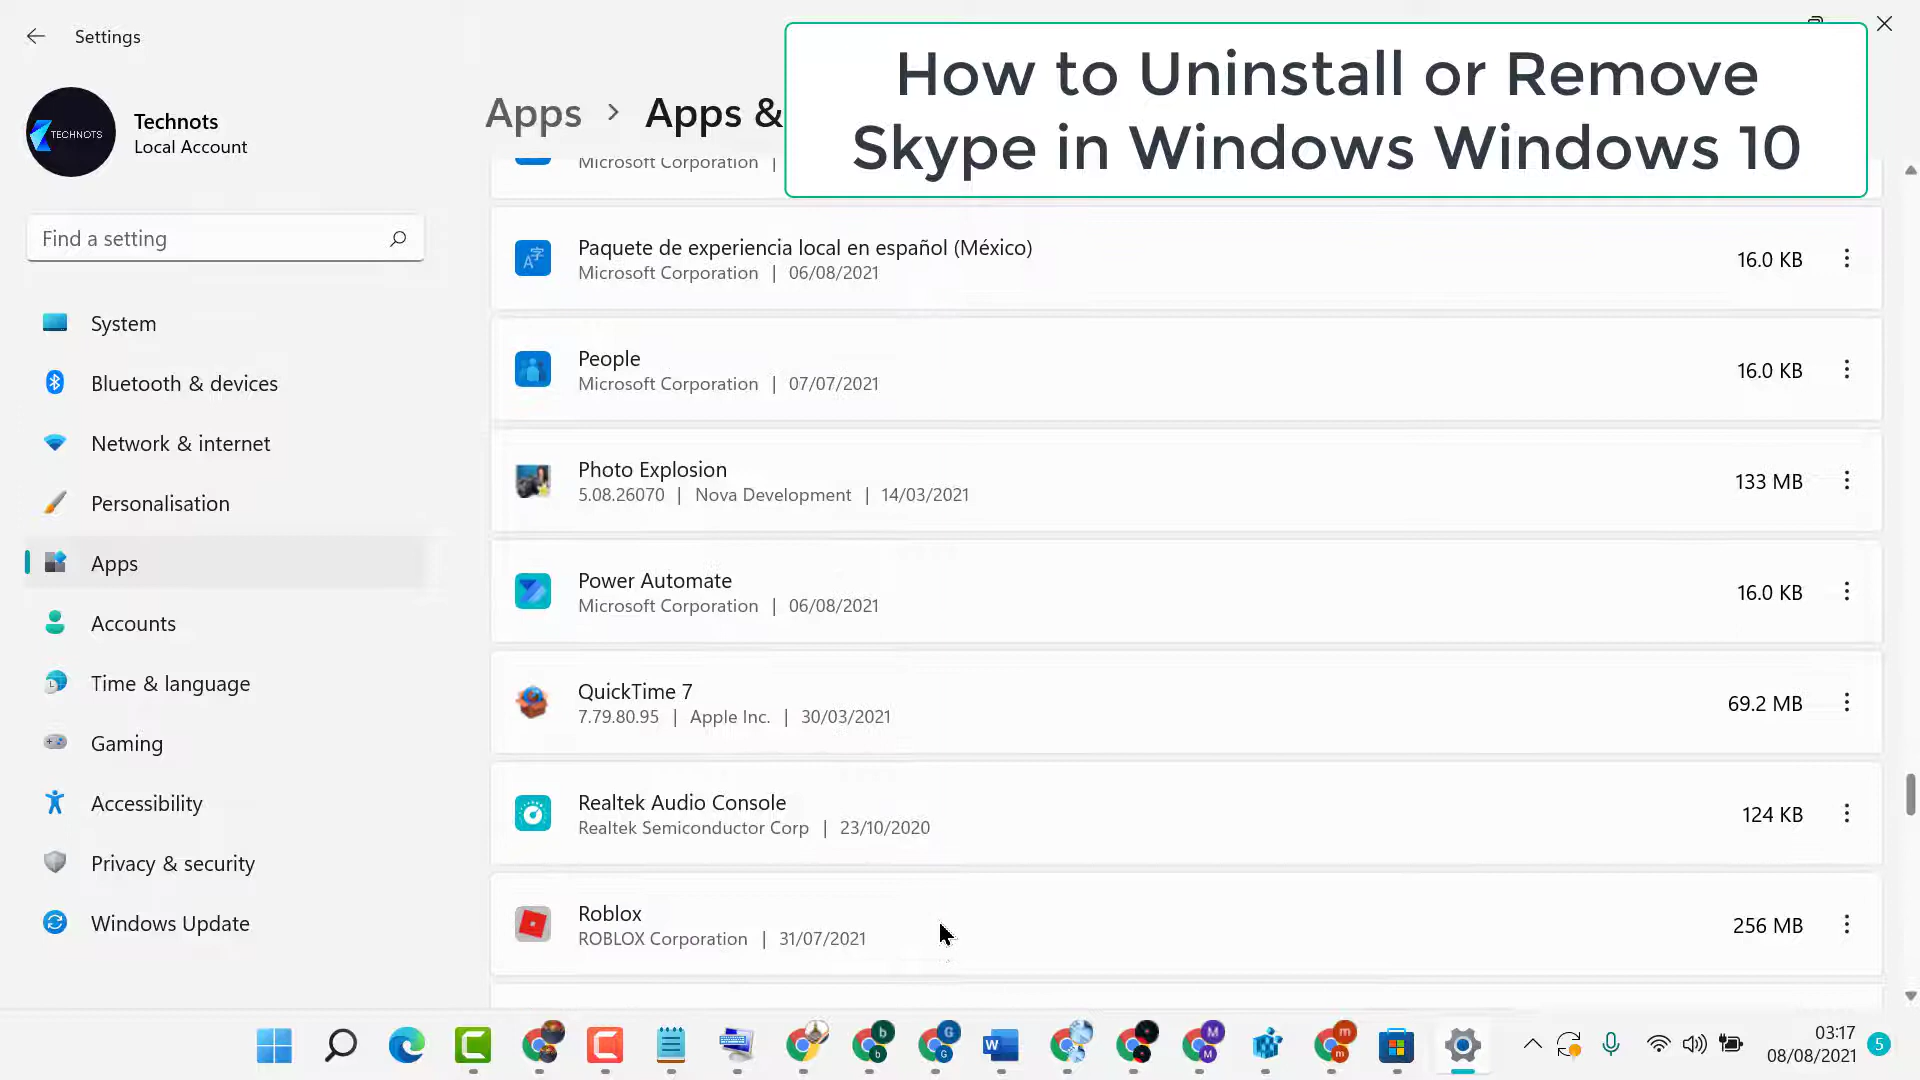 Settings
How to Uninstall or Remove
Skype in Windows Windows 10
TECHNOTS
Technots
Local Account
Apps > Apps &
Microsoft Corporation |
Find a setting
Paquete de experiencia local en español (México)
Microsoft Corporation | 06/08/2021
16.0 KB
System
People
Microsoft Corporation | 07/07/2021
16.0 KB
Bluetooth & devices
Network & internet
Photo Explosion
5.08.26070 | Nova Development | 14/03/2021
133 MB
Personalisation
Apps
Power Automate
Microsoft Corporation | 06/08/2021
16.0 KB
Accounts
Time & language
QuickTime 7
7.79.80.95 | Apple Inc. | 30/03/2021
69.2 MB
Gaming
Accessibility
Realtek Audio Console
Realtek Semiconductor Corp | 23/10/2020
124 KB
Privacy & security
Windows Update
Roblox
ROBLOX Corporation | 31/07/2021
256 MB
03:17
08/08/2021
5